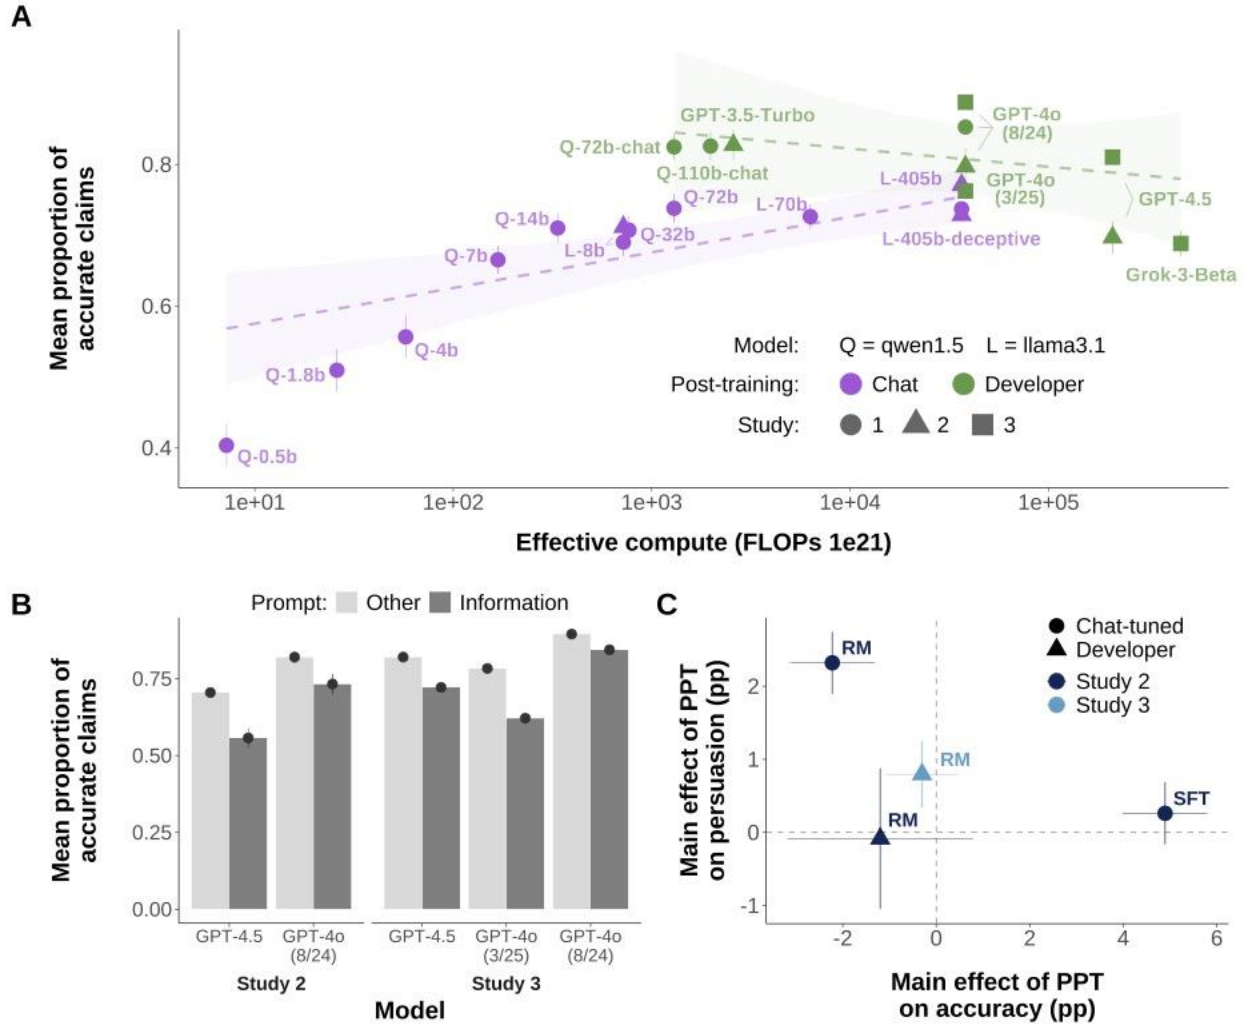 A
Mean proportion of
accurate claims
0.8
0.6
0.4
GPT-3.5-Turbo
Q-72b-chat
Q-110b-chat
GPT-4o
(8/24)
L-405b
GPT-4o
(3/25)
GPT-4.5
Q-72b
L-70b
Q-14b
Q-32b
L-8b
L-405b-deceptive
Q-7b
Grok-3-Beta
Q-4b
Q-1.8b
Q-0.5b
Model: Q = qwen1.5 L = llama3.1
Post-training: Chat Developer
Study: 1 2 3
1e+01 1e+02 1e+03 1e+04 1e+05
Effective compute (FLOPs 1e21)
B
Prompt: Other Information
Mean proportion of
accurate claims
0.75
0.50
0.25
0.00
GPT-4.5 GPT-4o
(8/24)
GPT-4.5 GPT-4o
(3/25)
GPT-4o
(8/24)
Study 2 Study 3
Model
C
Main effect of PPT
on persuasion (pp)
2
1
0
-1
Chat-tuned
Developer
Study 2
Study 3
RM
RM
RM
SFT
-2 0 2 4 6
Main effect of PPT
on accuracy (pp)